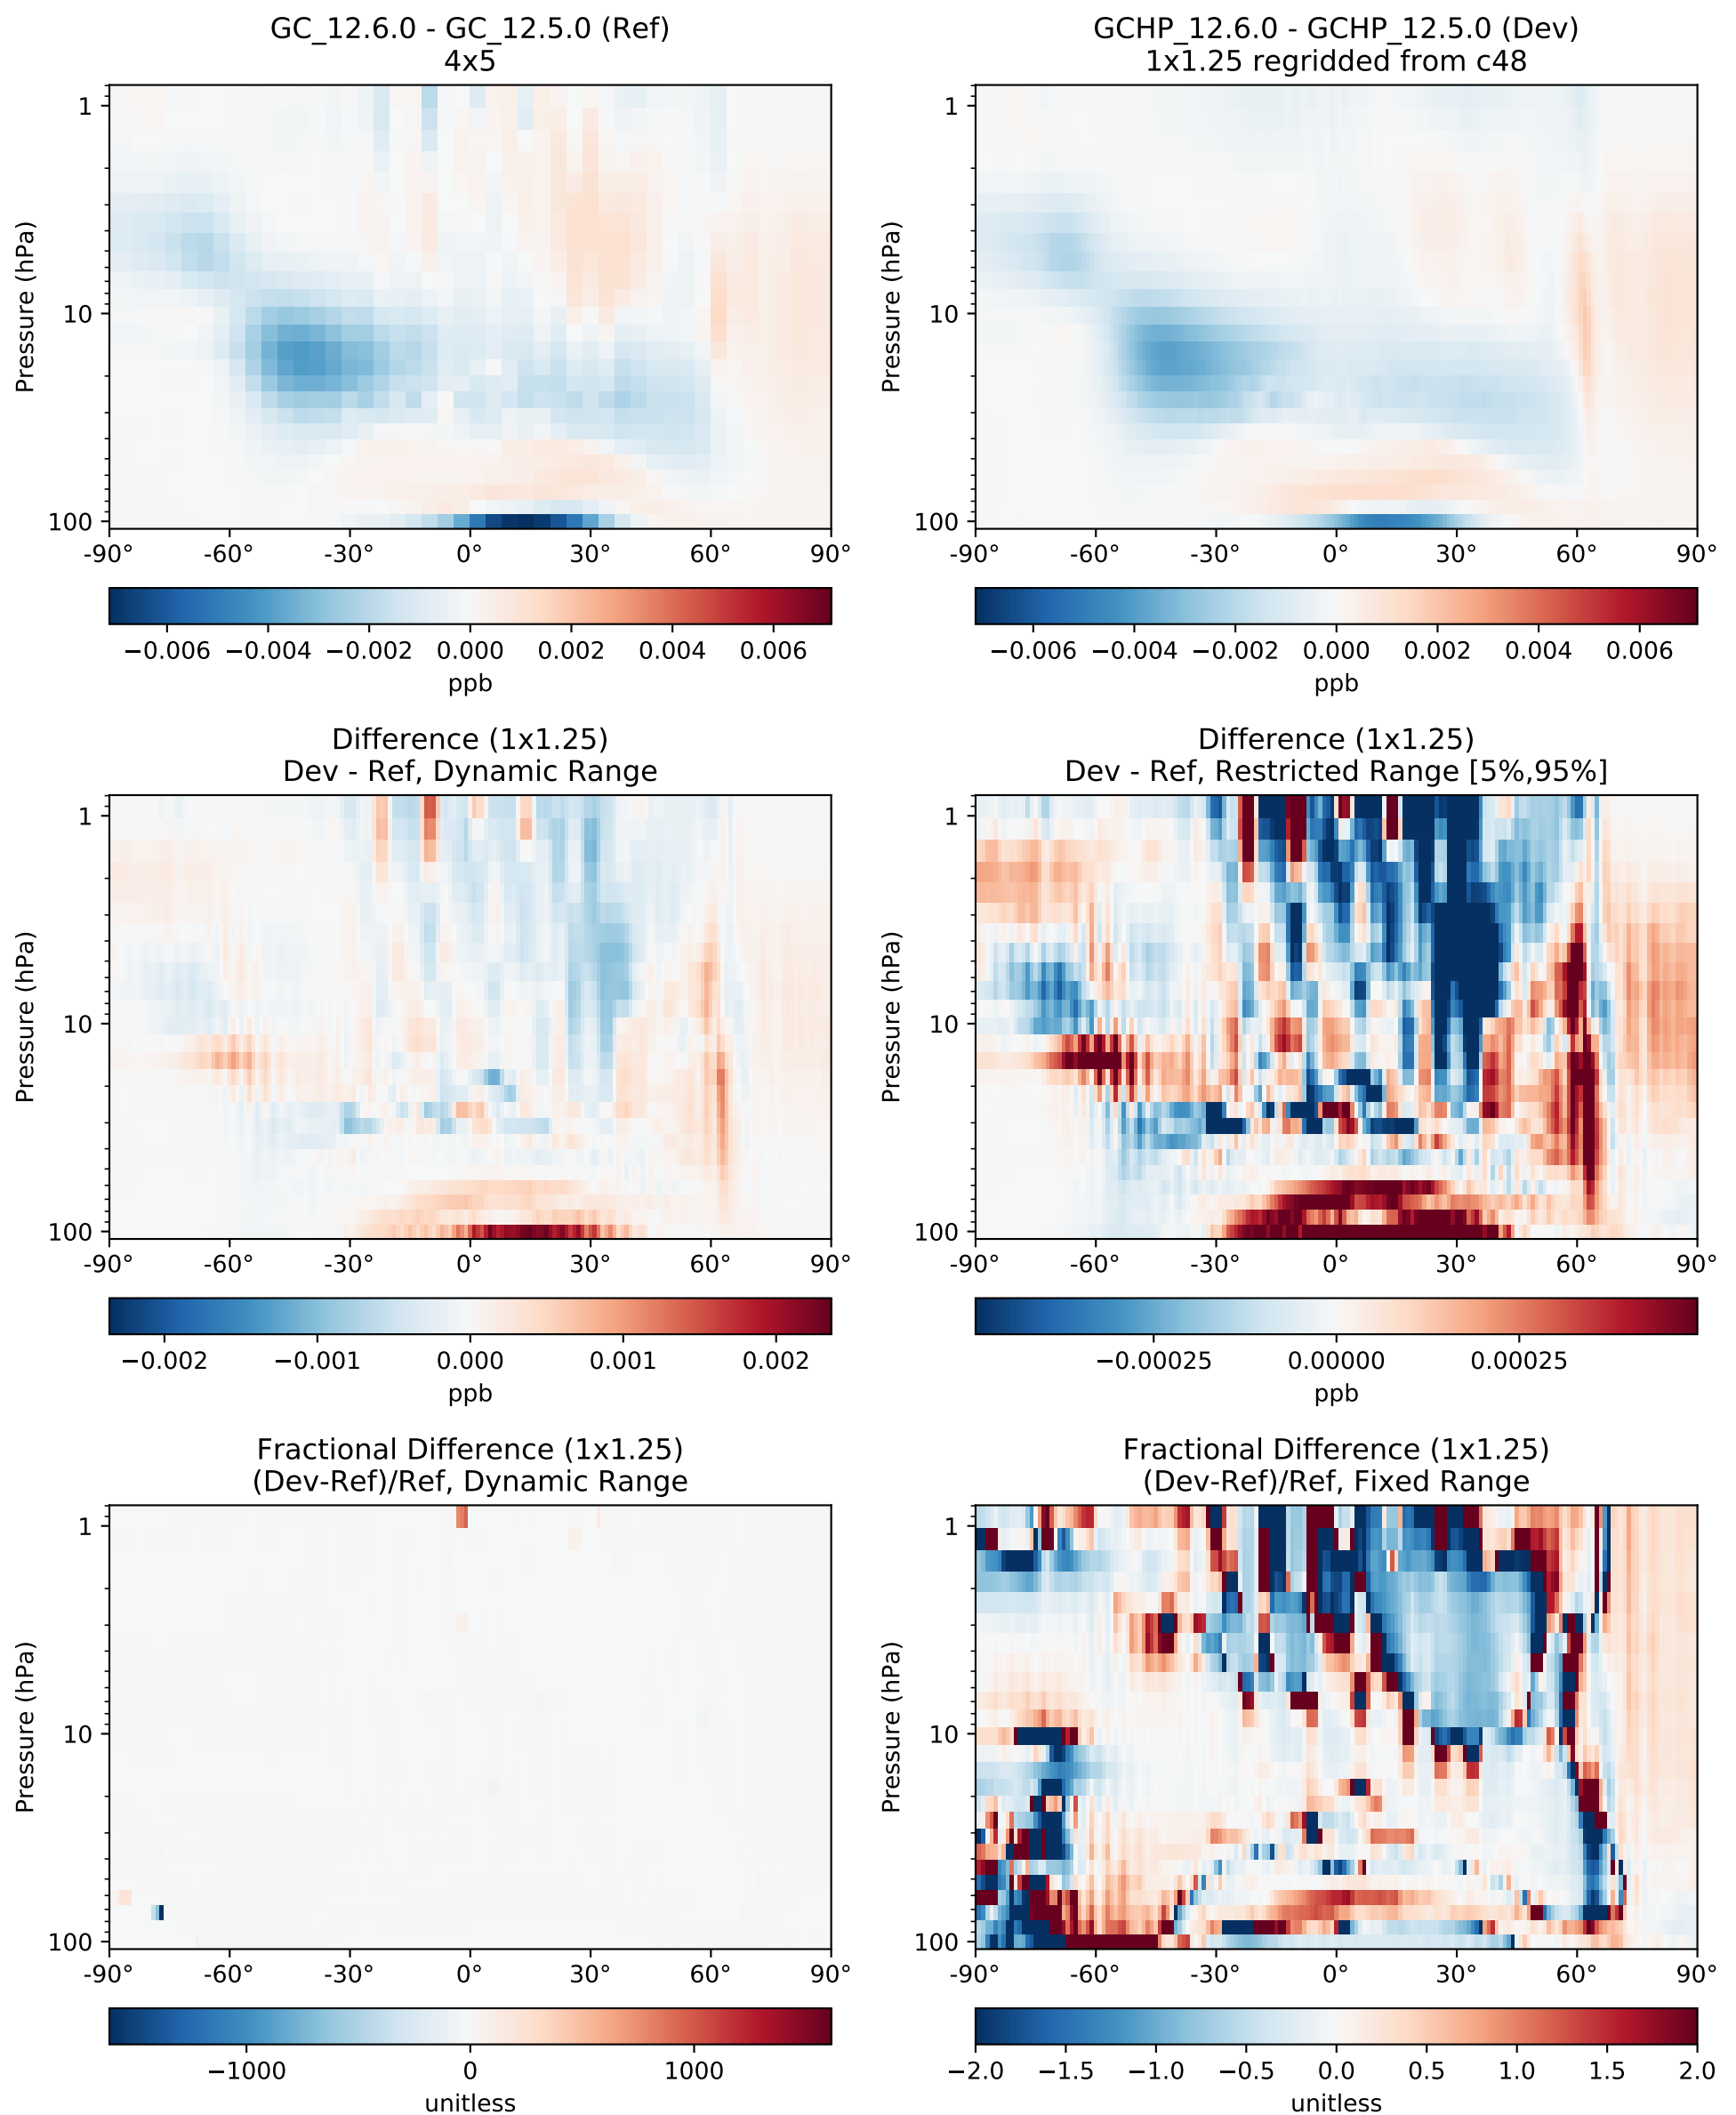 GC_12.6.0 - GC_12.5.0 (Ref)
4x5
GCHP_12.6.0 - GCHP_12.5.0 (Dev)
1x1.25 regridded from c48
Pressure (hPa)
1
10
100
-90° -60° -30° 0° 30° 60° 90°
−0.006 −0.004 −0.002 0.000 0.002 0.004 0.006
ppb
Pressure (hPa)
1
10
100
-90° -60° -30° 0° 30° 60° 90°
−0.006 −0.004 −0.002 0.000 0.002 0.004 0.006
ppb
Difference (1x1.25)
Dev - Ref, Dynamic Range
Pressure (hPa)
1
10
100
-90° -60° -30° 0° 30° 60° 90°
−0.002 −0.001 0.000 0.001 0.002
ppb
Difference (1x1.25)
Dev - Ref, Restricted Range [5%,95%]
Pressure (hPa)
1
10
100
-90° -60° -30° 0° 30° 60° 90°
−0.00025 0.00000 0.00025
ppb
Fractional Difference (1x1.25)
(Dev-Ref)/Ref, Dynamic Range
Pressure (hPa)
1
10
100
-90° -60° -30° 0° 30° 60° 90°
−1000 0 1000
unitless
Fractional Difference (1x1.25)
(Dev-Ref)/Ref, Fixed Range
Pressure (hPa)
1
10
100
-90° -60° -30° 0° 30° 60° 90°
−2.0 −1.5 −1.0 −0.5 0.0 0.5 1.0 1.5 2.0
unitless